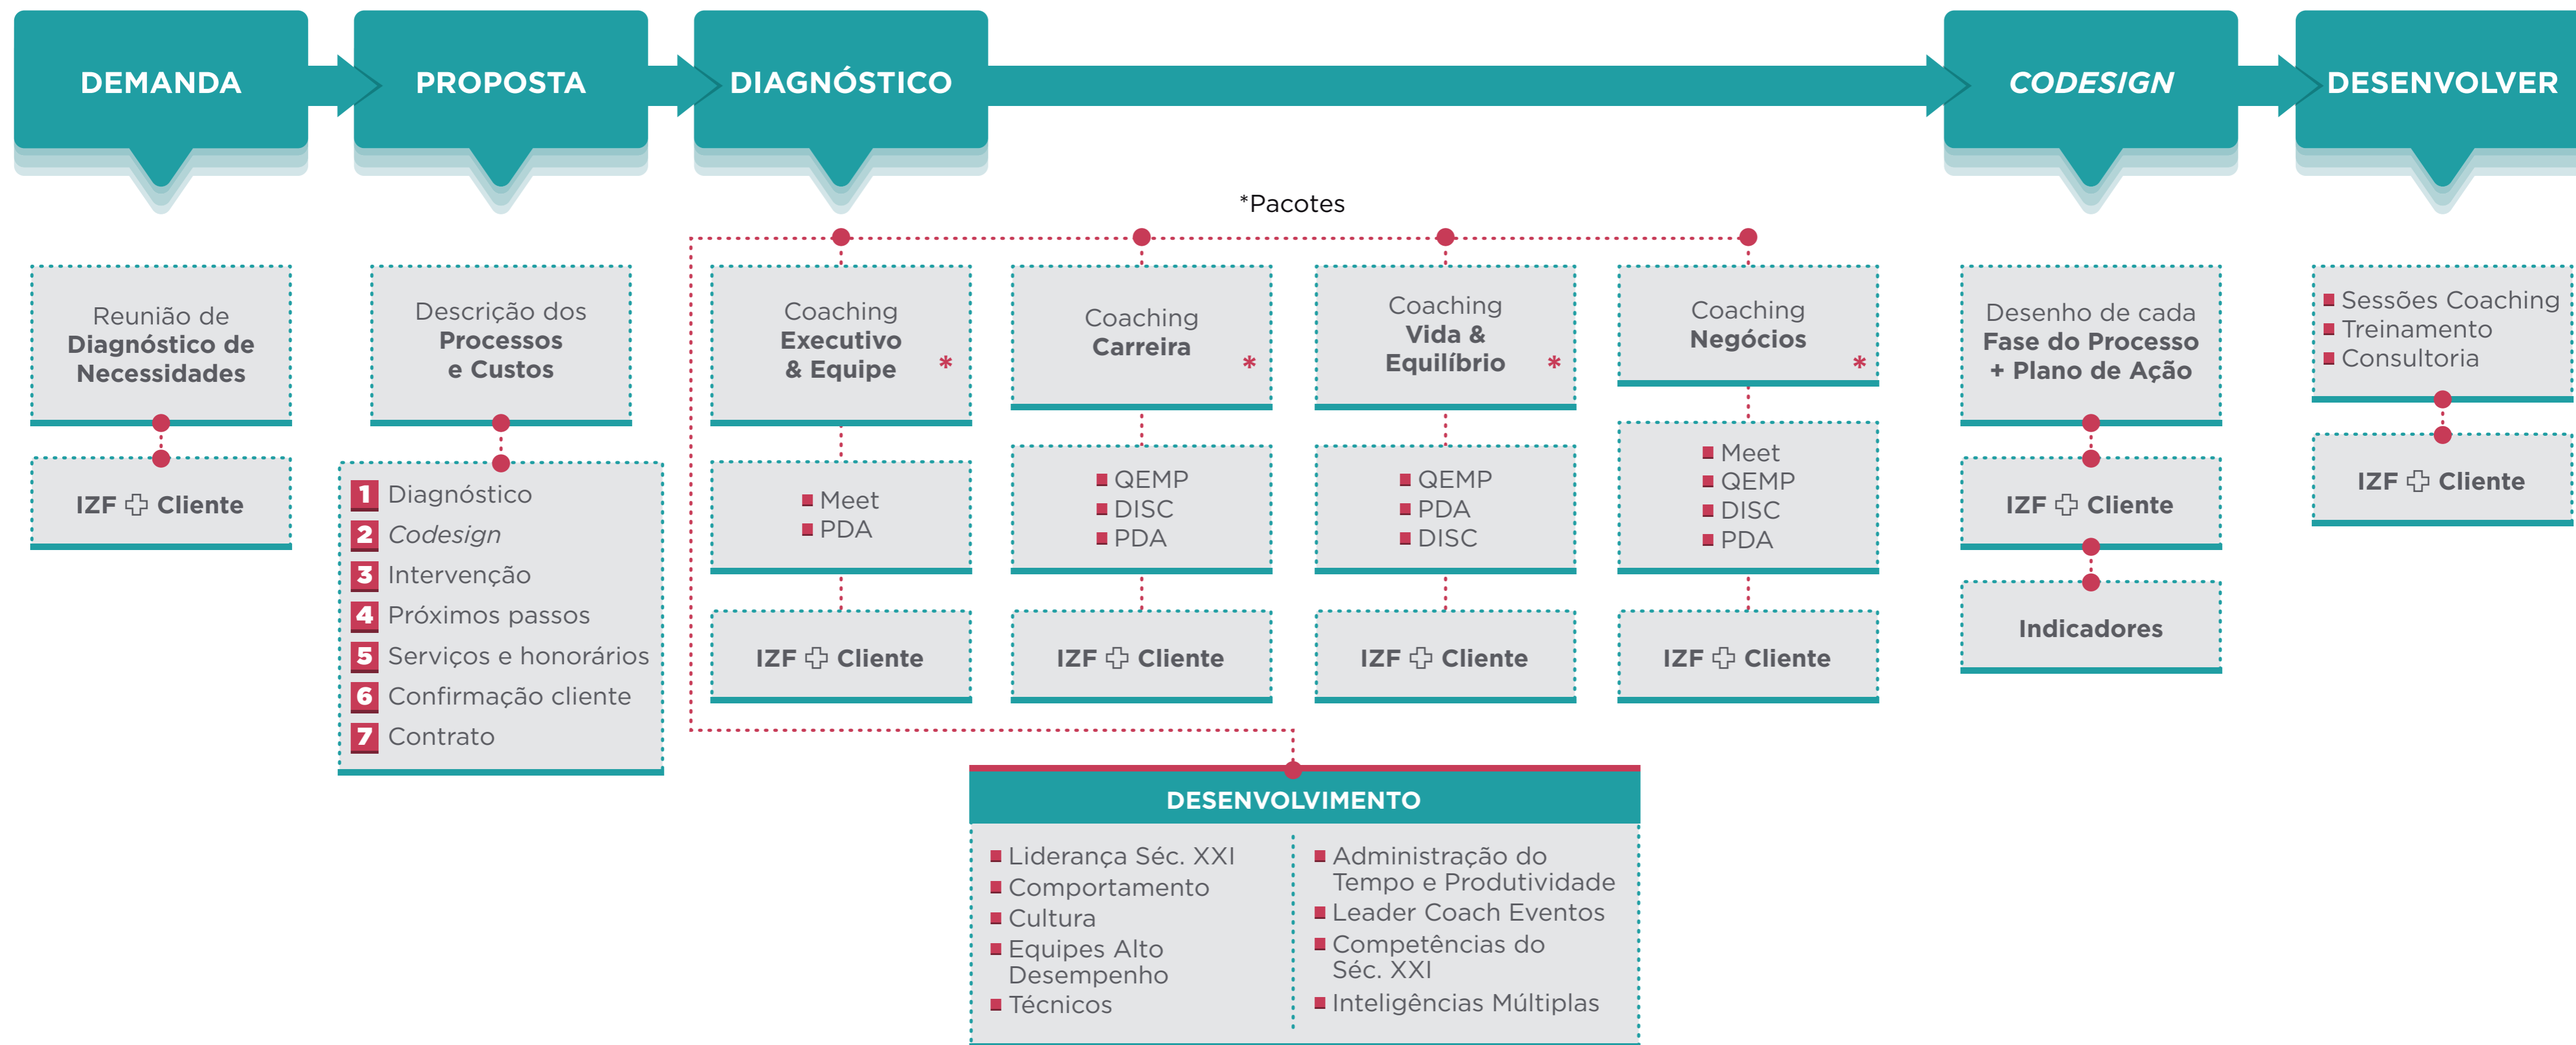 DEMANDA
PROPOSTA
DIAGNÓSTICO
CODESIGN
DESENVOLVER
*Pacotes
Reunião de
Diagnóstico de
Necessidades
IZF + Cliente
Descrição dos
Processos
e Custos
1 Diagnóstico
2 Codesign
3 Intervenção
4 Próximos passos
5 Serviços e honorários
6 Confirmação cliente
7 Contrato
Coaching
Executivo
& Equipe *
Meet
PDA
IZF + Cliente
Coaching
Carreira *
QEMP
DISC
PDA
IZF + Cliente
Coaching
Vida &
Equilíbrio *
QEMP
PDA
DISC
IZF + Cliente
Coaching
Negócios *
Meet
QEMP
DISC
PDA
IZF + Cliente
DESENVOLVIMENTO
Liderança Séc. XXI
Comportamento
Cultura
Equipes Alto
Desempenho
Técnicos
Administração do
Tempo e Produtividade
Leader Coach Eventos
Competências do
Séc. XXI
Inteligências Múltiplas
Desenho de cada
Fase do Processo
+ Plano de Ação
IZF + Cliente
Indicadores
Sessões Coaching
Treinamento
Consultoria
IZF + Cliente